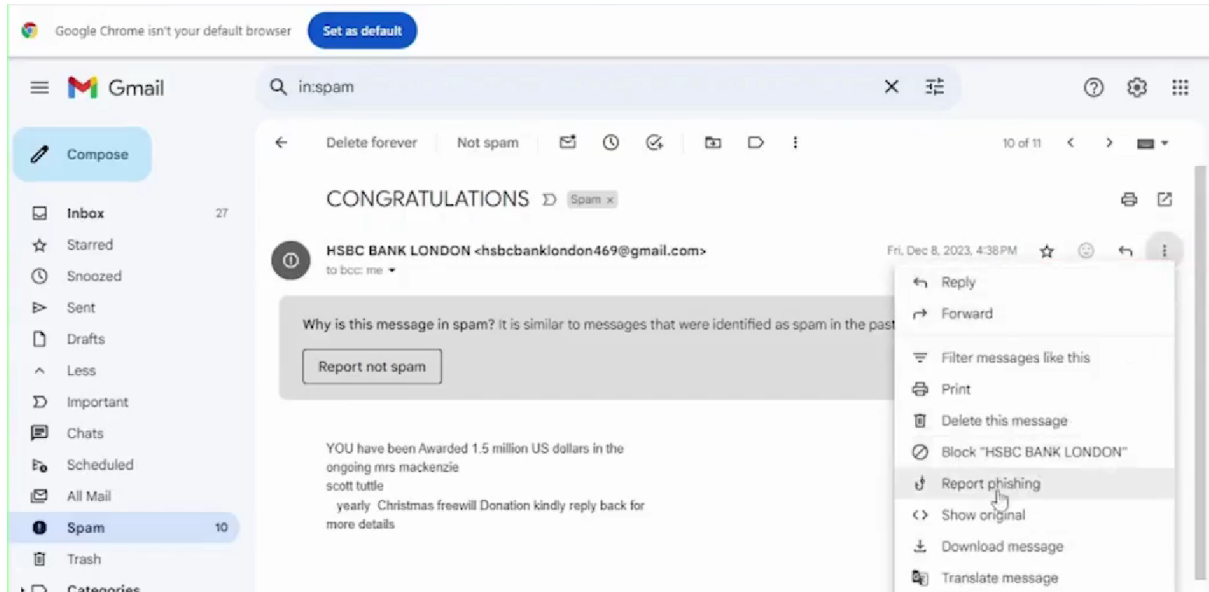 Google Chrome isn't your default browser Set as default
Gmail
in:spam
Compose
Delete forever Not spam 10 of 11
CONGRATULATIONS Spam ×
Inbox 27
Starred
Snoozed
Sent
Drafts
Less
Important
Chats
Scheduled
All Mail
Spam 10
Trash
Categories
HSBC BANK LONDON <hsbcbanklondon469@gmail.com> Fri, Dec 8, 2023, 4:38 PM
to bcc: me
Why is this message in spam? It is similar to messages that were identified as spam in the past
Report not spam
YOU have been Awarded 1.5 million US dollars in the
ongoing mrs mackenzie
scott tuttle
yearly Christmas freewill Donation kindly reply back for
more details
Reply
Forward
Filter messages like this
Print
Delete this message
Block "HSBC BANK LONDON"
Report phishing
Show original
Download message
Translate message